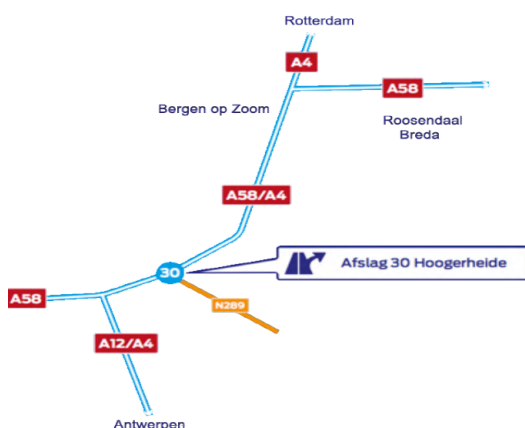 Rotterdam
A4
A58
Bergen op Zoom
Roosendaal
Breda
A58/A4
30
Afslag 30 Hoogerheide
A58
N289
A12/A4
Antwerpen